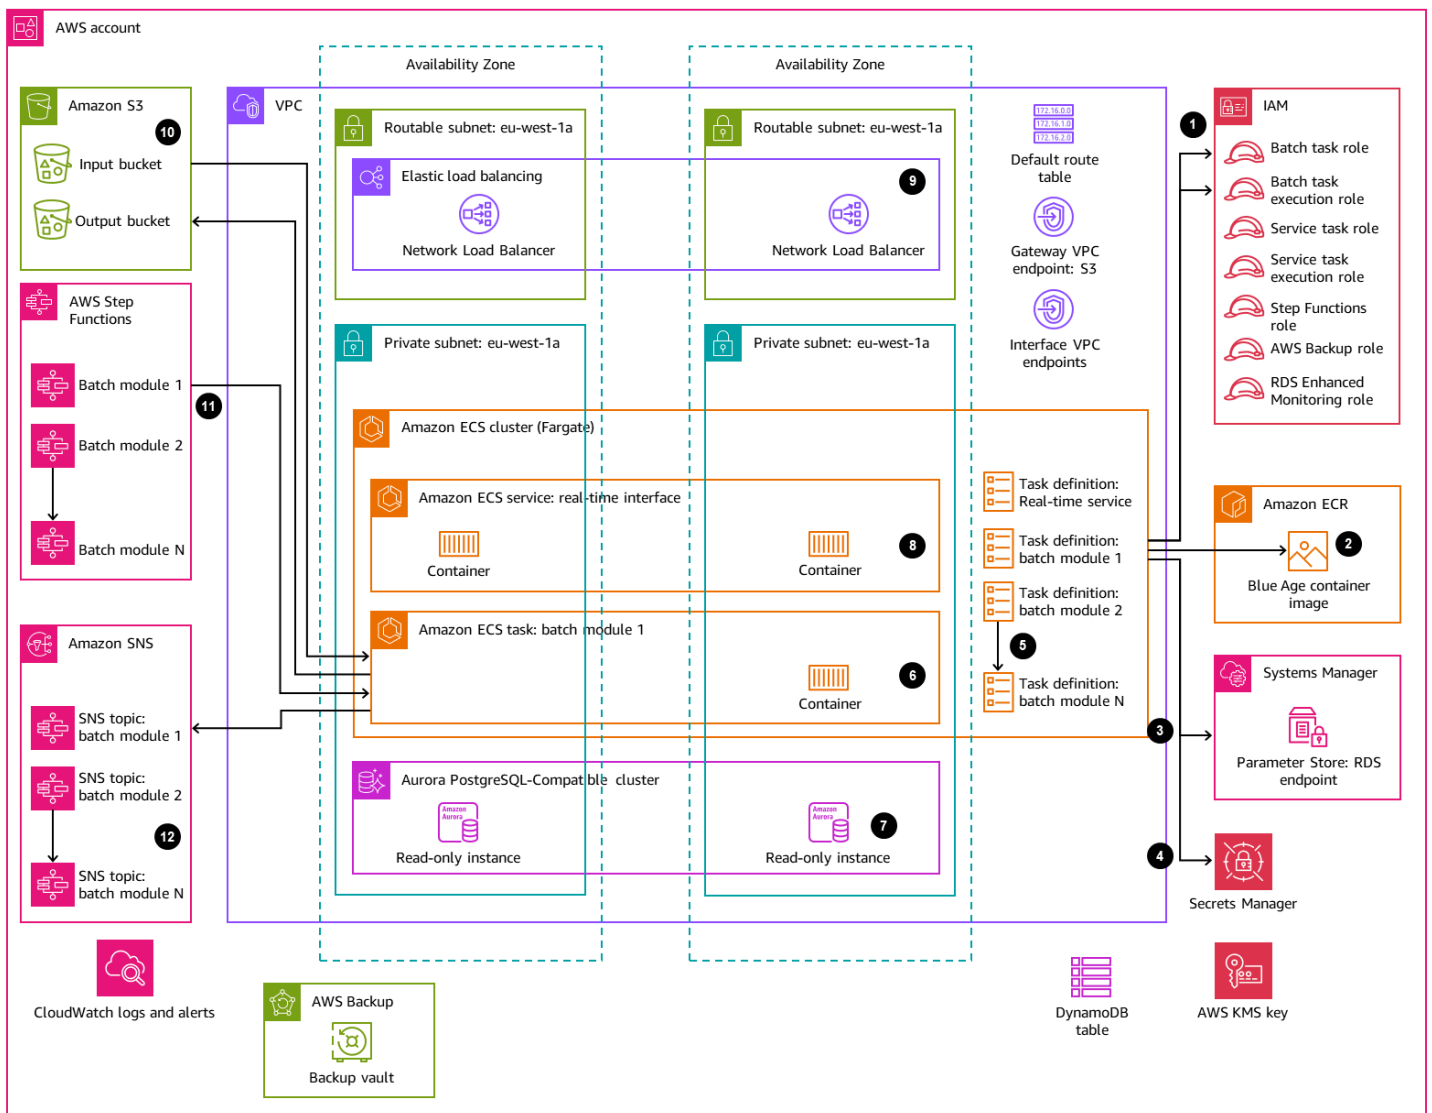 AWS account
Availability Zone
Availability Zone
Amazon S3
10
Input bucket
Output bucket
VPC
Routable subnet: eu-west-1a
Routable subnet: eu-west-1a
Elastic load balancing
9
Network Load Balancer
Network Load Balancer
172.16.0.0
172.16.1.0
172.16.2.0
Default route
table
Gateway VPC
endpoint: S3
Interface VPC
endpoints
1
IAM
Batch task role
Batch task
execution role
Service task role
Service task
execution role
Step Functions
role
AWS Backup role
RDS Enhanced
Monitoring role
AWS Step
Functions
Batch module 1
11
Batch module 2
Batch module N
Private subnet: eu-west-1a
Private subnet: eu-west-1a
Amazon ECS cluster (Fargate)
Amazon ECS service: real-time interface
8
Container
Container
Task definition:
Real-time service
Task definition:
batch module 1
Task definition:
batch module 2
5
Task definition:
batch module N
Amazon ECR
2
Blue Age container
image
Amazon SNS
SNS topic:
batch module 1
SNS topic:
batch module 2
12
SNS topic:
batch module N
Amazon ECS task: batch module 1
6
Container
3
Systems Manager
Parameter Store: RDS
endpoint
Aurora PostgreSQL-Compatible cluster
Amazon
Aurora
Amazon
Aurora
7
Read-only instance
Read-only instance
4
Secrets Manager
CloudWatch logs and alerts
AWS Backup
Backup vault
DynamoDB
table
AWS KMS key